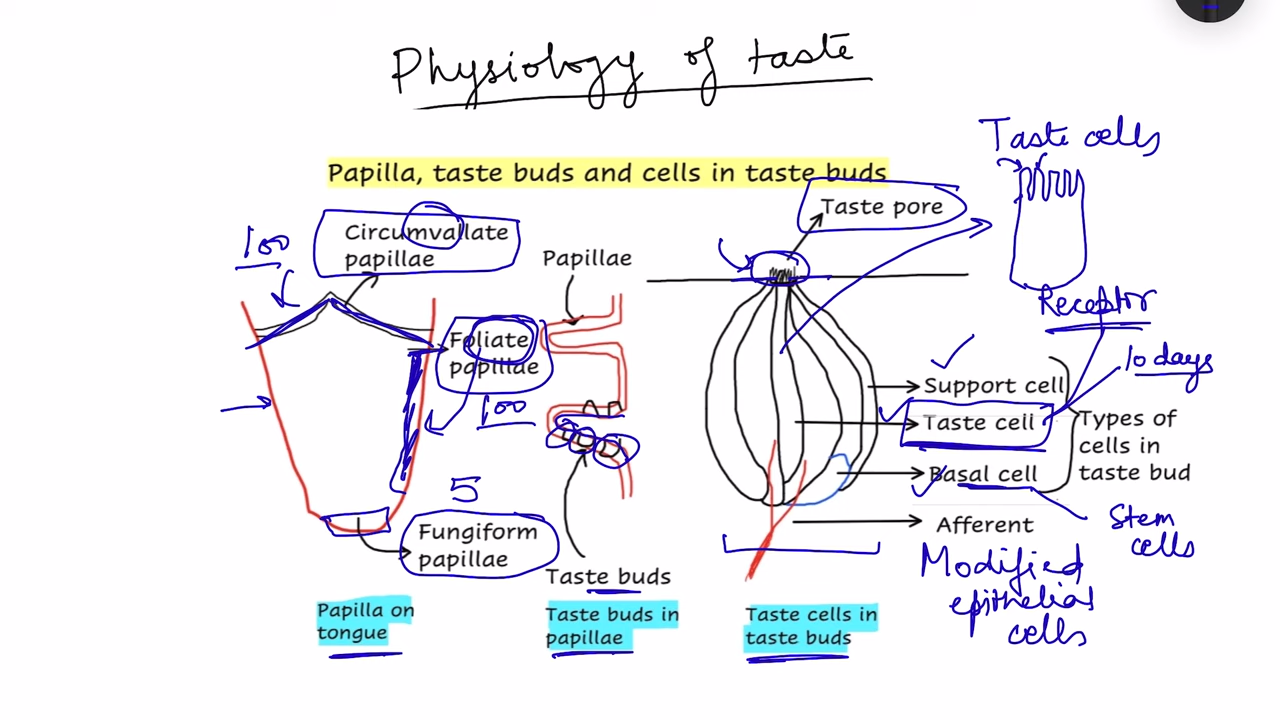 Physiology of taste
Papilla, taste buds and cells in taste buds
Taste cells
Circumvallate
papillae
100
Papillae
Taste pore
Receptor
Foliate
papillae
100
10 days
Support cell
Taste cell
Basal cell
Types of
cells in
taste bud
Afferent
Stem
cells
5
Fungiform
papillae
Taste buds
Modified
epithelial
cells
Papilla on
tongue
Taste buds in
papillae
Taste cells in
taste buds